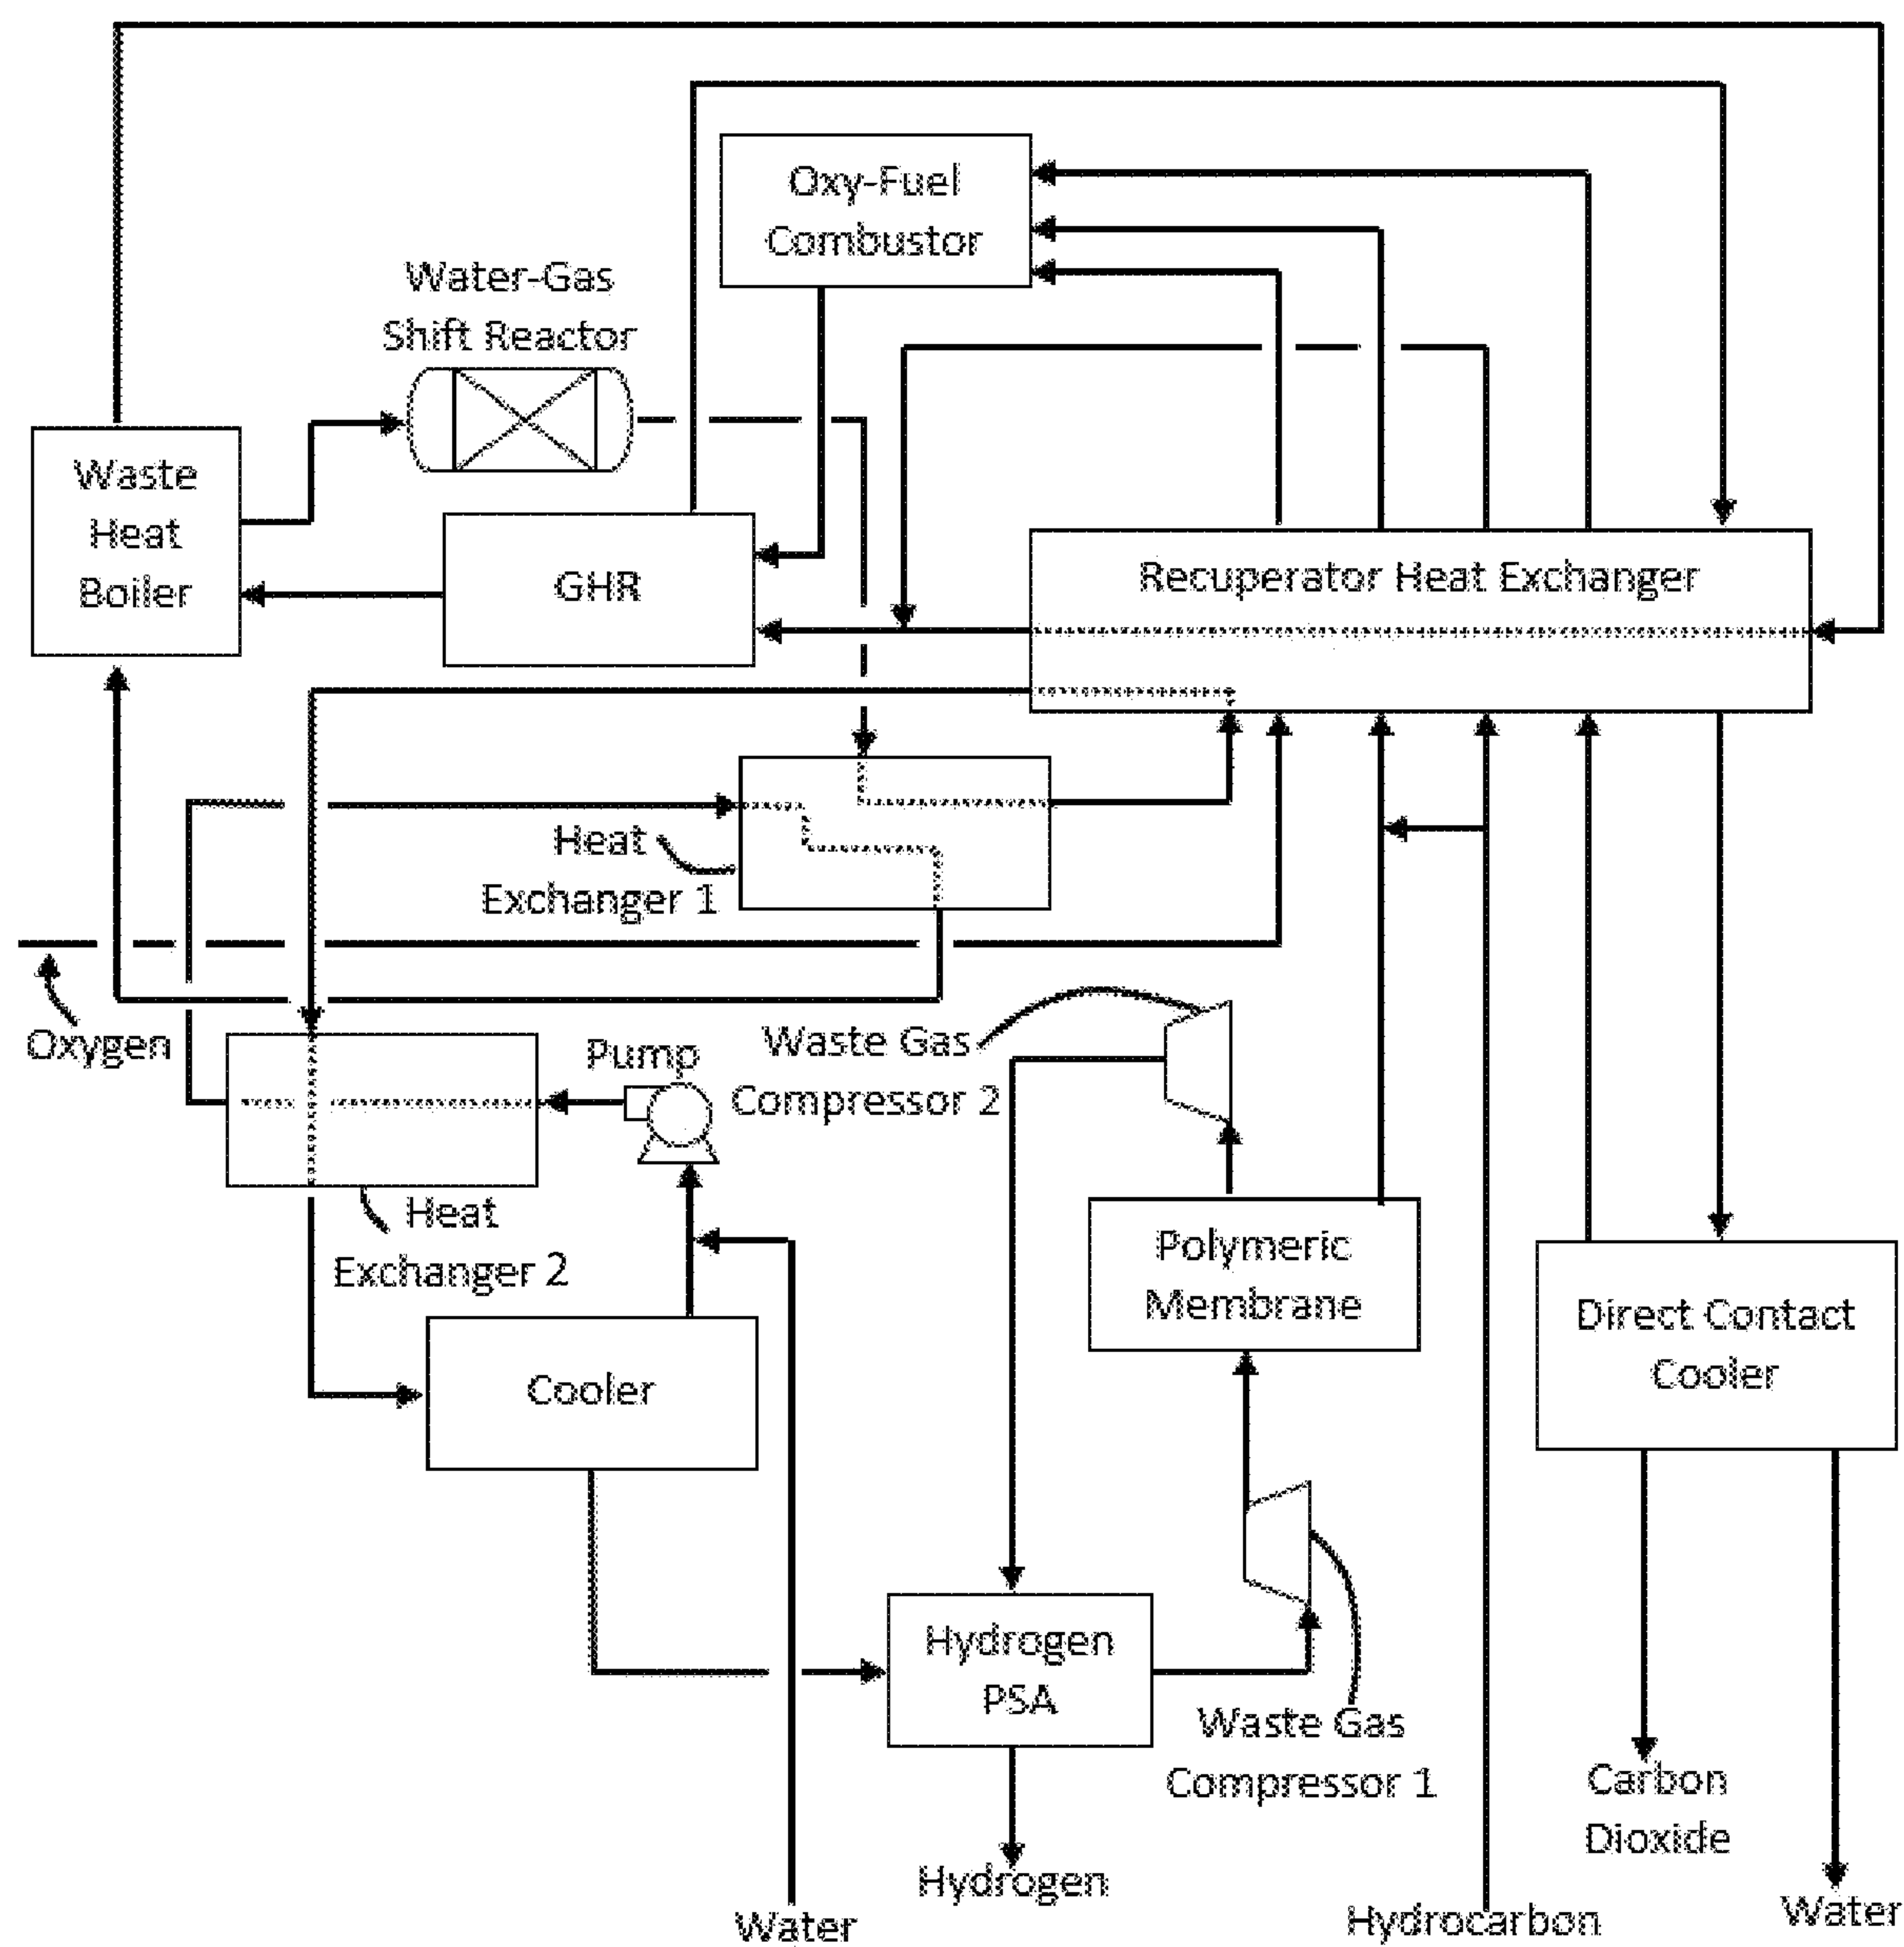 Oxy-Fuel
Combustor
Water-Gas
Shift Reactor
Waste
Heat
Boiler
GHR
Recuperator Heat Exchanger
Heat
Exchanger 1
Oxygen
Pump
Waste Gas
Compressor 2
Heat
Exchanger 2
Polymeric
Membrane
Direct Contact
Cooler
Cooler
Hydrogen
PSA
Waste Gas
Compressor 1
Carbon
Dioxide
Hydrogen
Water
Hydrocarbon
Water